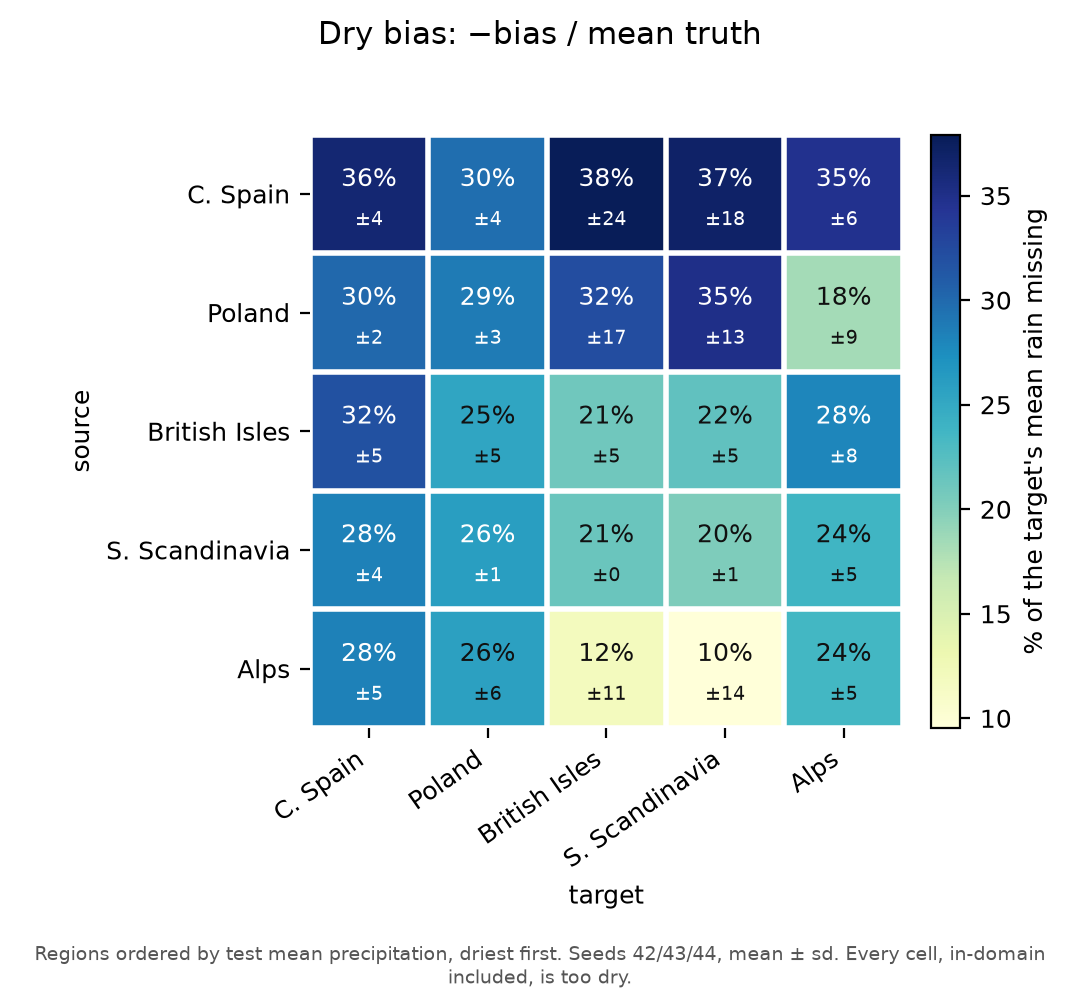 Dry bias: −bias / mean truth
C. Spain
36% 30% 38% 37% 35%
±4 ±4 ±24 ±18 ±6
Poland
30% 29% 32% 35% 18%
±2 ±3 ±17 ±13 ±9
British Isles
32% 25% 21% 22% 28%
±5 ±5 ±5 ±5 ±8
S. Scandinavia
28% 26% 21% 20% 24%
±4 ±1 ±0 ±1 ±5
Alps
28% 26% 12% 10% 24%
±5 ±6 ±11 ±14 ±5
source
C. Spain
Poland
British Isles
S. Scandinavia
Alps
target
35
30
25
20
15
10
% of the target's mean rain missing
Regions ordered by test mean precipitation, driest first. Seeds 42/43/44, mean ± sd. Every cell, in-domain
included, is too dry.